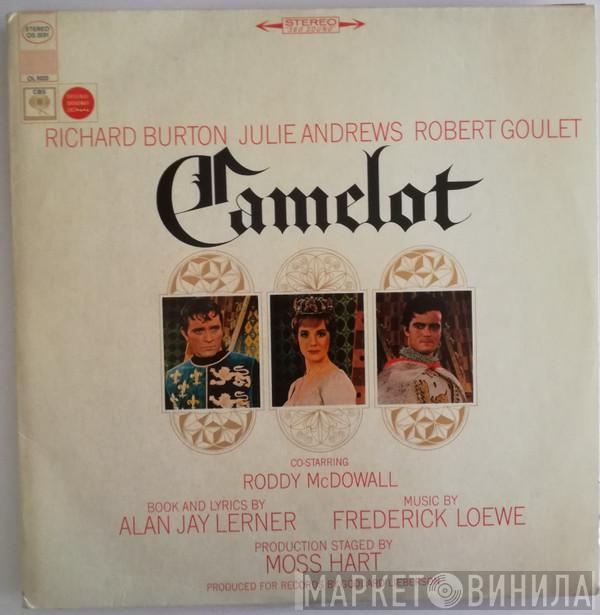 STEREO
360 SOUND
STEREO
CBS
RICHARD BURTON JULIE ANDREWS ROBERT GOULET
Camelot
CO-STARRING
RODDY McDOWALL
BOOK AND LYRICS BY
ALAN JAY LERNER
MUSIC BY
FREDERICK LOEWE
PRODUCTION STAGED BY
MOSS HART
PRODUCED FOR RECORDS BY GODDARD LIEBERSON
МАРКЕТ ВИНИЛА